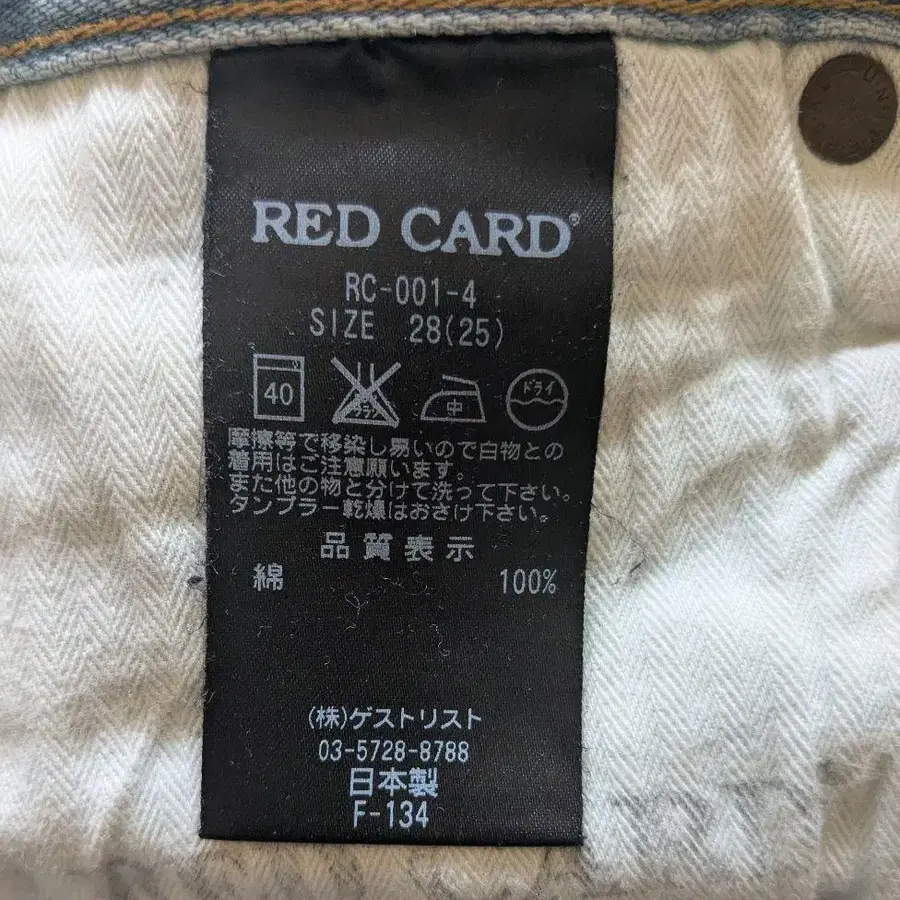 RED CARD®
RC-001-4
SIZE 28(25)
40
中
ドライ
摩擦等で移染し易いので白物との
着用はご注意願います。
また他の物と分けて洗って下さい。
タンブラー乾燥はおさけ下さい。
品質表示
綿 100%
(株)ゲストリスト
03-5728-8788
日本製
F-134